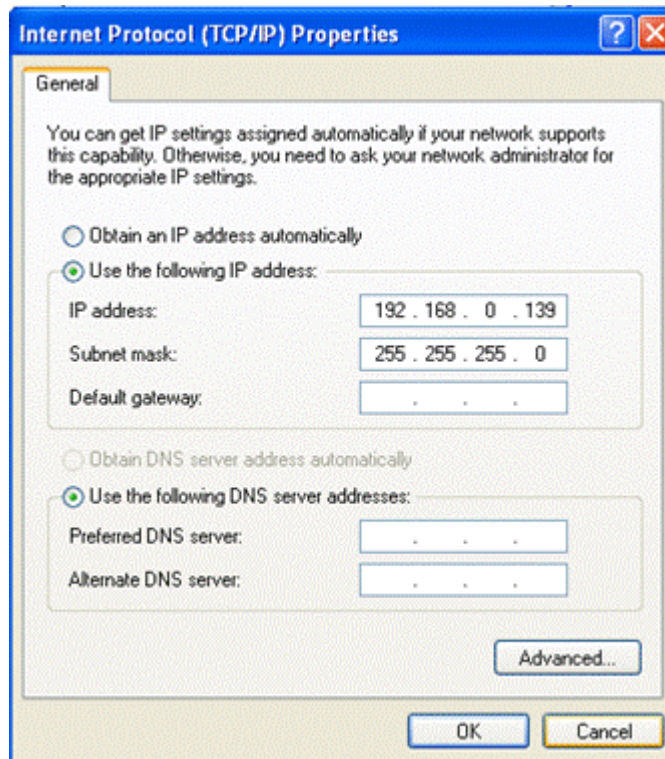 Internet Protocol (TCP/IP) Properties
General
You can get IP settings assigned automatically if your network supports
this capability. Otherwise, you need to ask your network administrator for
the appropriate IP settings.
Obtain an IP address automatically
Use the following IP address:
IP address: 192 . 168 . 0 . 139
Subnet mask: 255 . 255 . 255 . 0
Default gateway: . . .
Obtain DNS server address automatically
Use the following DNS server addresses:
Preferred DNS server: . . .
Alternate DNS server: . . .
Advanced...
OK Cancel